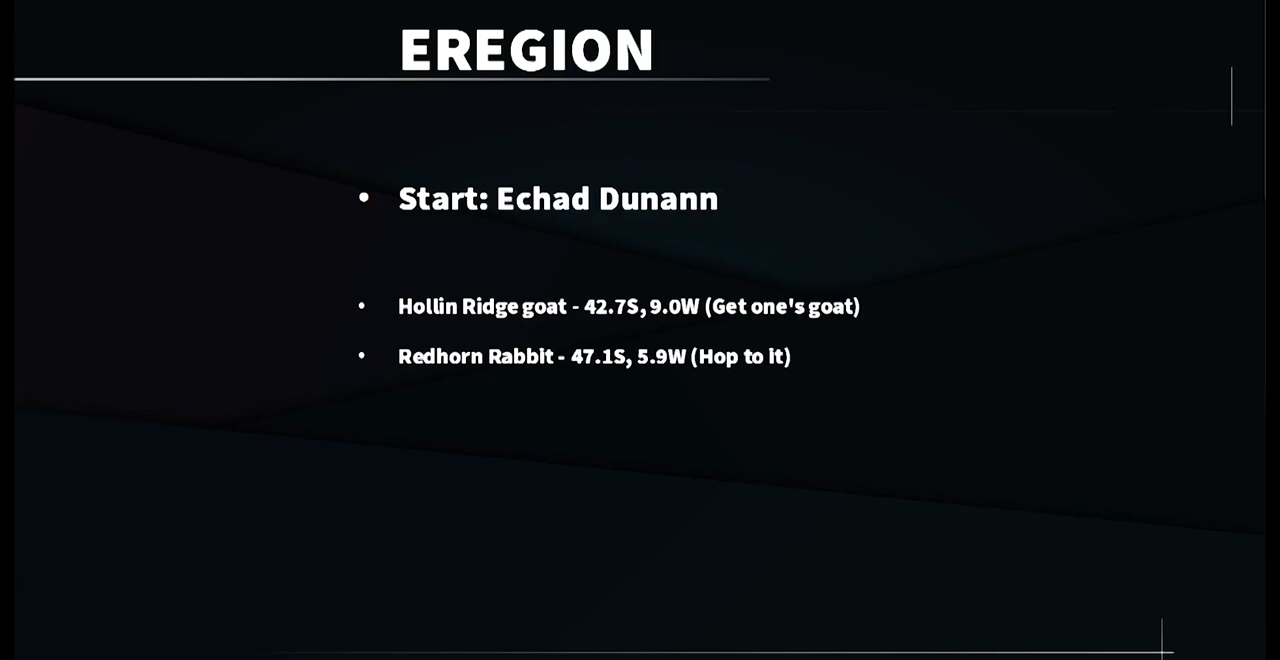 EREGION
• Start: Echad Dunann
• Hollin Ridge goat - 42.7S, 9.0W (Get one's goat)
• Redhorn Rabbit - 47.1S, 5.9W (Hop to it)